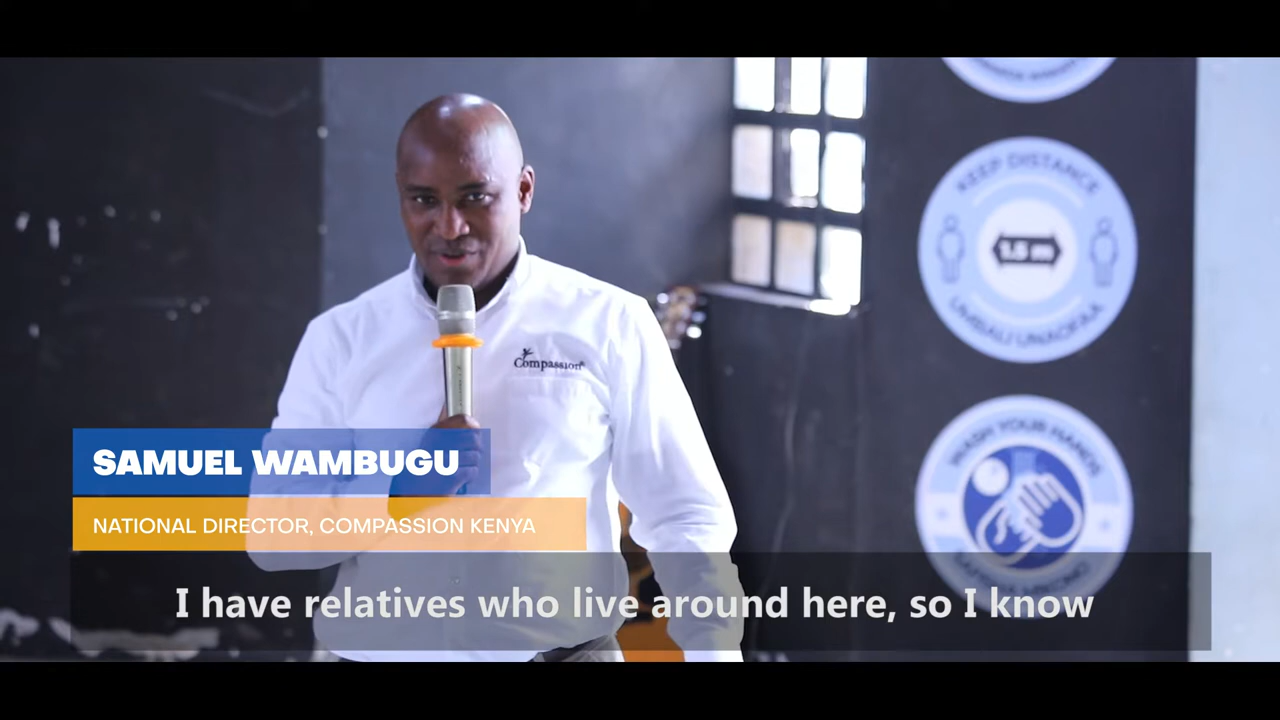 Compassion
KEEP DISTANCE
1.5 m
UMBALI UNAOFAA
WASH YOUR HANDS
SAMUEL WAMBUGU
NATIONAL DIRECTOR, COMPASSION KENYA
I have relatives who live around here, so I know